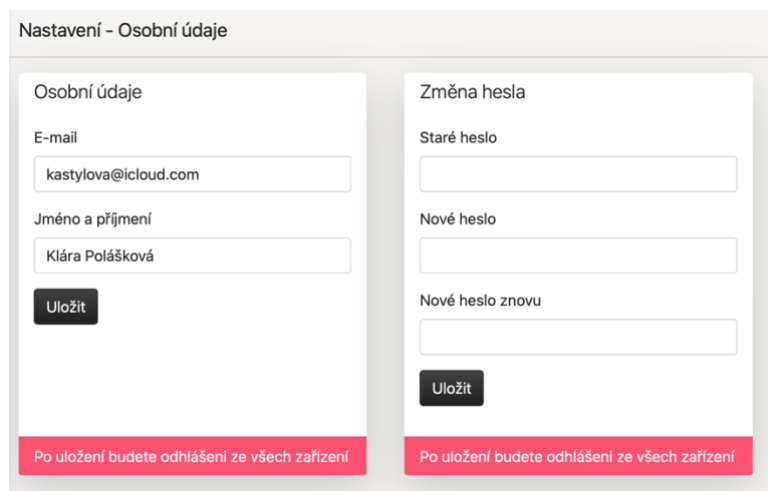 Nastavení - Osobní údaje
Osobní údaje
E-mail
kastylova@icloud.com
Jméno a příjmení
Klára Polášková
Uložit
Po uložení budete odhlášeni ze všech zařízení
Změna hesla
Staré heslo
Nové heslo
Nové heslo znovu
Uložit
Po uložení budete odhlášeni ze všech zařízení